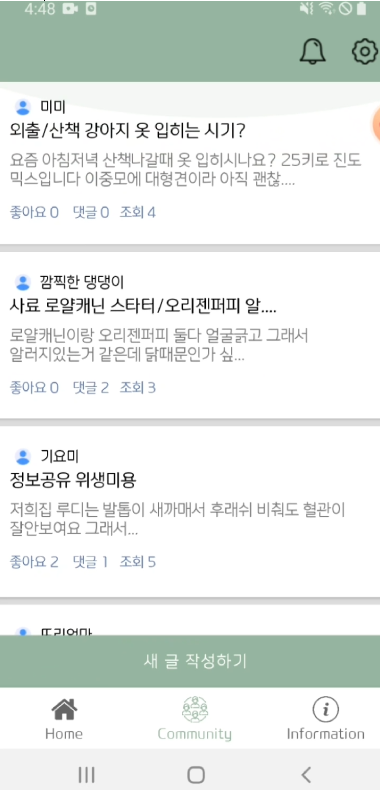 4:48
미미
외출/산책 강아지 옷 입히는 시기?
요즘 아침저녁 산책나갈때 옷 입히시나요? 25키로 진도
믹스입니다 이중모에 대형견이라 아직 괜찮....
좋아요 0 댓글 0 조회 4
깜찍한 댕댕이
사료 로얄캐닌 스타터/오리젠퍼피 알....
로얄캐닌이랑 오리젠퍼피 둘다 얼굴긁고 그래서
알러지있는거 같은데 닭때문인가 싶...
좋아요 0 댓글 2 조회 3
기요미
정보공유 위생미용
저희집 루디는 발톱이 새까매서 후래쉬 비춰도 혈관이
잘안보여요 그래서...
좋아요 2 댓글 1 조회 5
새 글 작성하기
Home Community Information